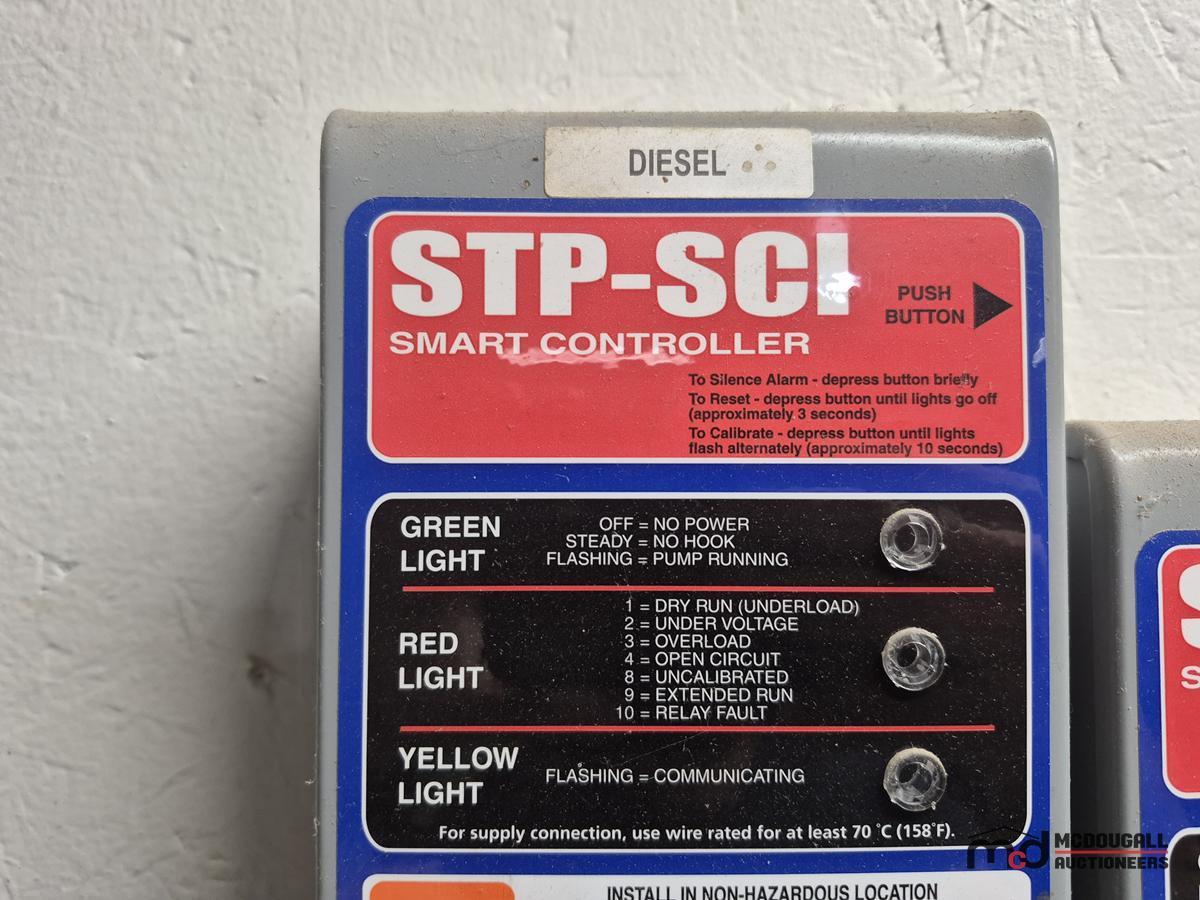 DIESEL
STP-SCI
SMART CONTROLLER
PUSH
BUTTON
To Silence Alarm - depress button briefly
To Reset - depress button until lights go off
(approximately 3 seconds)
To Calibrate - depress button until lights
flash alternately (approximately 10 seconds)
GREEN
LIGHT
OFF = NO POWER
STEADY = NO HOOK
FLASHING = PUMP RUNNING
RED
LIGHT
1 = DRY RUN (UNDERLOAD)
2 = UNDER VOLTAGE
3 = OVERLOAD
4 = OPEN CIRCUIT
8 = UNCALIBRATED
9 = EXTENDED RUN
10 = RELAY FAULT
YELLOW
LIGHT
FLASHING = COMMUNICATING
For supply connection, use wire rated for at least 70 °C (158°F).
INSTALL IN NON-HAZARDOUS LOCATION
S
S
mcd MCDOUGALL
AUCTIONEERS